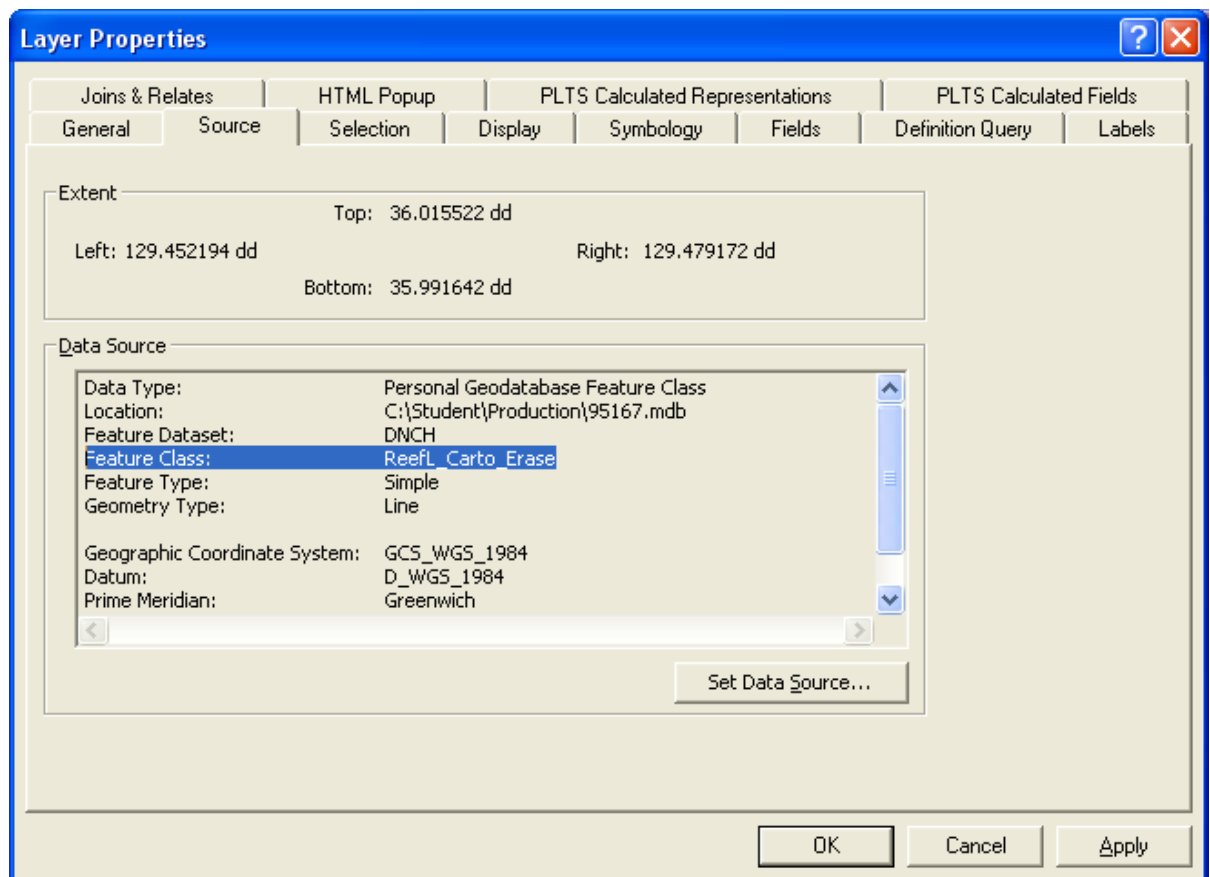 Layer Properties
Joins & Relates HTML Popup PLTS Calculated Representations PLTS Calculated Fields
General Source Selection Display Symbology Fields Definition Query Labels
Extent
Top: 36.015522 dd
Left: 129.452194 dd Right: 129.479172 dd
Bottom: 35.991642 dd
Data Source
Data Type: Personal Geodatabase Feature Class
Location: C:\Student\Production\95167.mdb
Feature Dataset: DNCH
Feature Class: ReefL_Carto_Erase
Feature Type: Simple
Geometry Type: Line
Geographic Coordinate System: GCS_WGS_1984
Datum: D_WGS_1984
Prime Meridian: Greenwich
Set Data Source...
OK Cancel Apply